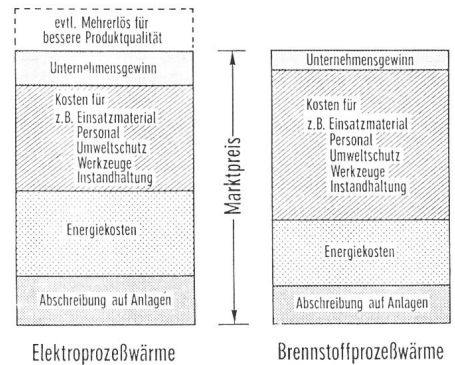 evtl. Mehrerlös für
bessere Produktqualität
Unternehmensgewinn
Kosten für
z.B. Einsatzmaterial
Personal
Umweltschutz
Werkzeuge
Instandhaltung
Energiekosten
Abschreibung auf Anlagen
Elektroprozeßwärme
Marktpreis
Unternehmensgewinn
Kosten für
z.B. Einsatzmaterial
Personal
Umweltschutz
Werkzeuge
Instandhaltung
Energiekosten
Abschreibung auf Anlagen
Brennstoffprozeßwärme